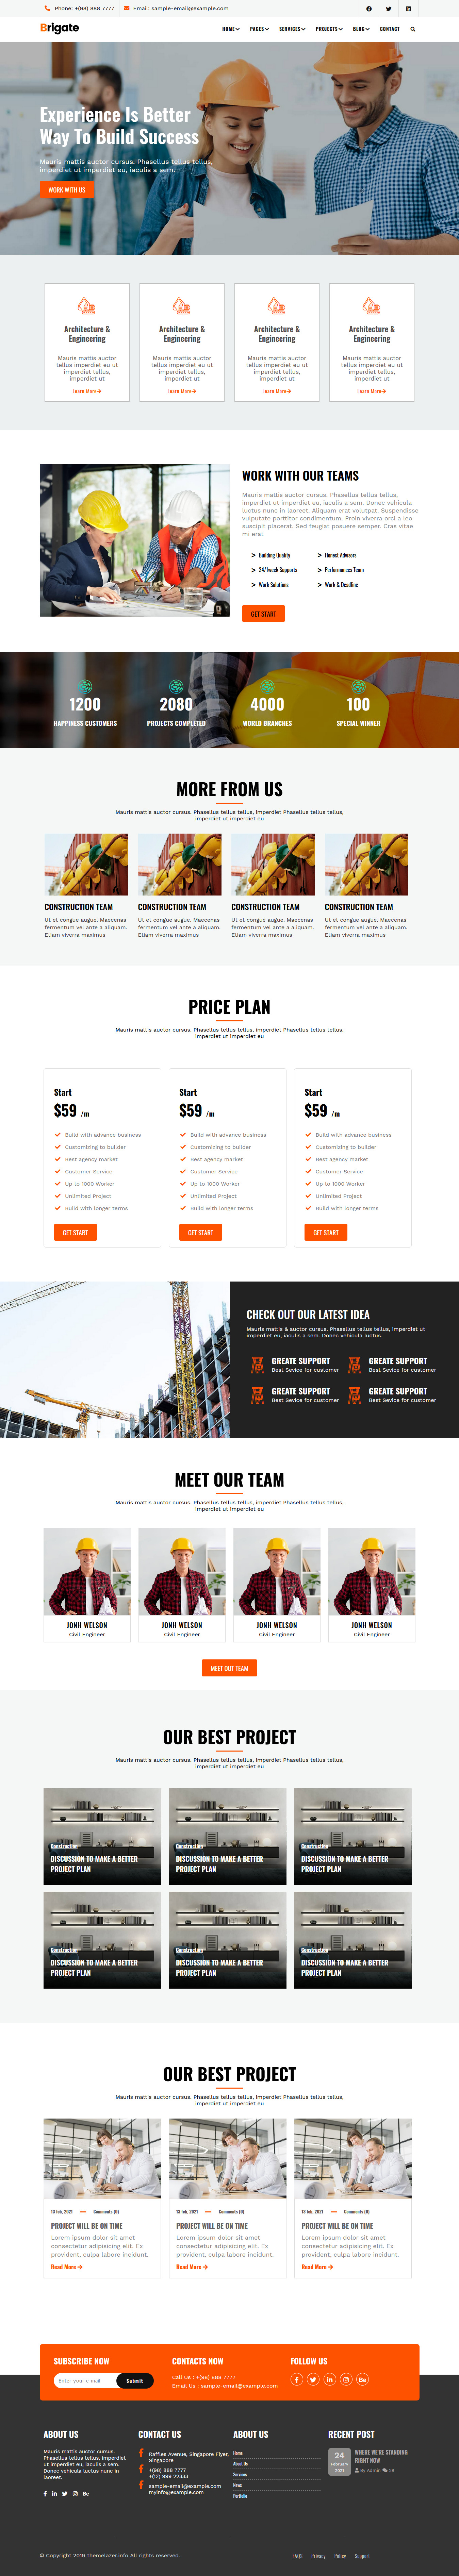 Phone: +(98) 888 7777
Email: sample-email@example.com
Brigate
HOME
PAGES
SERVICES
PROJECTS
BLOG
CONTACT
Experience Is Better
Way To Build Success
Mauris mattis auctor cursus. Phasellus tellus tellus,
imperdiet ut imperdiet eu, iaculis a sem.
WORK WITH US
Architecture &
Engineering
Mauris mattis auctor
tellus imperdiet eu ut
imperdiet tellus,
imperdiet ut
Learn More
Architecture &
Engineering
Mauris mattis auctor
tellus imperdiet eu ut
imperdiet tellus,
imperdiet ut
Learn More
Architecture &
Engineering
Mauris mattis auctor
tellus imperdiet eu ut
imperdiet tellus,
imperdiet ut
Learn More
Architecture &
Engineering
Mauris mattis auctor
tellus imperdiet eu ut
imperdiet tellus,
imperdiet ut
Learn More
WORK WITH OUR TEAMS
Mauris mattis auctor cursus. Phasellus tellus tellus,
imperdiet ut imperdiet eu, iaculis a sem. Donec vehicula
luctus nunc in laoreet. Aliquam erat volutpat. Suspendisse
vulputate porttitor condimentum. Proin viverra orci a leo
suscipit placerat. Sed feugiat posuere semper. Cras vitae
mi erat
> Building Quality
> Honest Advisors
> 24/1week Supports
> Performances Team
> Work Solutions
> Work & Deadline
GET START
1200
HAPPINESS CUSTOMERS
2080
PROJECTS COMPLETED
4000
WORLD BRANCHES
100
SPECIAL WINNER
MORE FROM US
Mauris mattis auctor cursus. Phasellus tellus tellus, imperdiet Phasellus tellus tellus,
imperdiet ut imperdiet eu
CONSTRUCTION TEAM
Ut et congue augue. Maecenas
fermentum vel ante a aliquam.
Etiam viverra maximus
CONSTRUCTION TEAM
Ut et congue augue. Maecenas
fermentum vel ante a aliquam.
Etiam viverra maximus
CONSTRUCTION TEAM
Ut et congue augue. Maecenas
fermentum vel ante a aliquam.
Etiam viverra maximus
CONSTRUCTION TEAM
Ut et congue augue. Maecenas
fermentum vel ante a aliquam.
Etiam viverra maximus
PRICE PLAN
Mauris mattis auctor cursus. Phasellus tellus tellus, imperdiet Phasellus tellus tellus,
imperdiet ut imperdiet eu
Start
$59 /m
Build with advance business
Customizing to builder
Best agency market
Customer Service
Up to 1000 Worker
Unlimited Project
Build with longer terms
GET START
Start
$59 /m
Build with advance business
Customizing to builder
Best agency market
Customer Service
Up to 1000 Worker
Unlimited Project
Build with longer terms
GET START
Start
$59 /m
Build with advance business
Customizing to builder
Best agency market
Customer Service
Up to 1000 Worker
Unlimited Project
Build with longer terms
GET START
CHECK OUT OUR LATEST IDEA
Mauris mattis & auctor cursus. Phasellus tellus tellus, imperdiet ut
imperdiet eu, iaculis a sem. Donec vehicula luctus.
GREATE SUPPORT
Best Sevice for customer
GREATE SUPPORT
Best Sevice for customer
GREATE SUPPORT
Best Sevice for customer
GREATE SUPPORT
Best Sevice for customer
MEET OUR TEAM
Mauris mattis auctor cursus. Phasellus tellus tellus, imperdiet Phasellus tellus tellus,
imperdiet ut imperdiet eu
JONH WELSON
Civil Engineer
JONH WELSON
Civil Engineer
JONH WELSON
Civil Engineer
JONH WELSON
Civil Engineer
MEET OUT TEAM
OUR BEST PROJECT
Mauris mattis auctor cursus. Phasellus tellus tellus, imperdiet Phasellus tellus tellus,
imperdiet ut imperdiet eu
Construction
DISCUSSION TO MAKE A BETTER
PROJECT PLAN
Construction
DISCUSSION TO MAKE A BETTER
PROJECT PLAN
Construction
DISCUSSION TO MAKE A BETTER
PROJECT PLAN
Construction
DISCUSSION TO MAKE A BETTER
PROJECT PLAN
Construction
DISCUSSION TO MAKE A BETTER
PROJECT PLAN
Construction
DISCUSSION TO MAKE A BETTER
PROJECT PLAN
OUR BEST PROJECT
Mauris mattis auctor cursus. Phasellus tellus tellus, imperdiet Phasellus tellus tellus,
imperdiet ut imperdiet eu
13 feb, 2021 — Comments (0)
PROJECT WILL BE ON TIME
Lorem ipsum dolor sit amet
consectetur adipisicing elit. Ex
provident, culpa labore incidunt.
Read More
13 feb, 2021 — Comments (0)
PROJECT WILL BE ON TIME
Lorem ipsum dolor sit amet
consectetur adipisicing elit. Ex
provident, culpa labore incidunt.
Read More
13 feb, 2021 — Comments (0)
PROJECT WILL BE ON TIME
Lorem ipsum dolor sit amet
consectetur adipisicing elit. Ex
provident, culpa labore incidunt.
Read More
SUBSCRIBE NOW
Enter your e-mail
Submit
CONTACTS NOW
Call Us : +(98) 888 7777
Email Us : sample-email@example.com
FOLLOW US
ABOUT US
Mauris mattis auctor cursus.
Phasellus tellus tellus, imperdiet
ut imperdiet eu, iaculis a sem.
Donec vehicula luctus nunc in
laoreet.
CONTACT US
Raffles Avenue, Singapore Flyer,
Singapore
+(98) 888 7777
+(12) 999 22333
sample-email@example.com
myinfo@example.com
ABOUT US
Home
About Us
Services
News
Portfolio
RECENT POST
24
February
2021
WHERE WE'RE STANDING
RIGHT NOW
By Admin 26
© Copyright 2019 themelazer.info All rights reserved.
FAQS
Privacy
Policy
Support